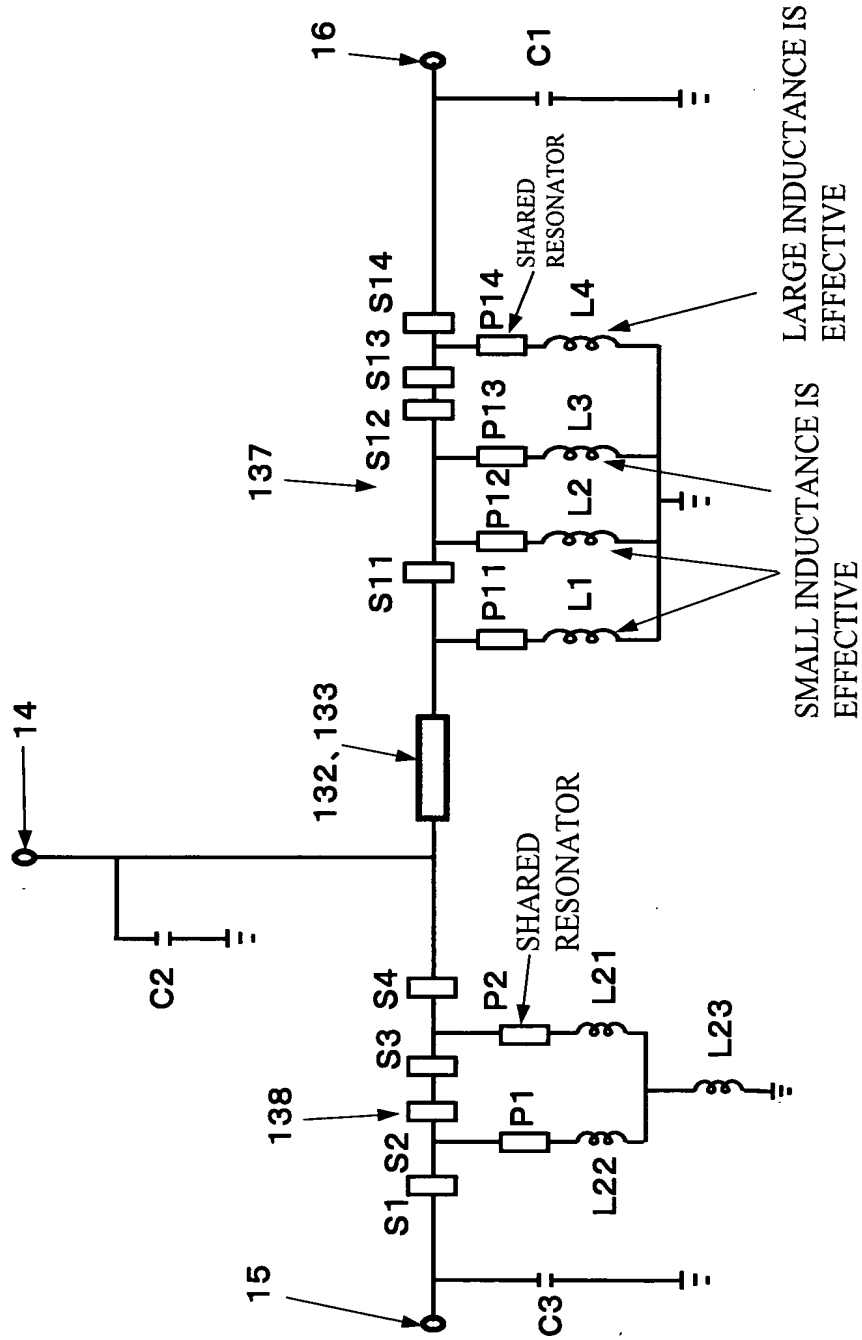 14
C2
137
138
15
132、133
16
S1
S2
S3
S4
S11
S12
S13
S14
P1
P2
SHARED
RESONATOR
P11
P12
P13
P14
SHARED
RESONATOR
C3
L22
L21
L1
L2
L3
L4
C1
L23
SMALL INDUCTANCE IS
EFFECTIVE
LARGE INDUCTANCE IS
EFFECTIVE